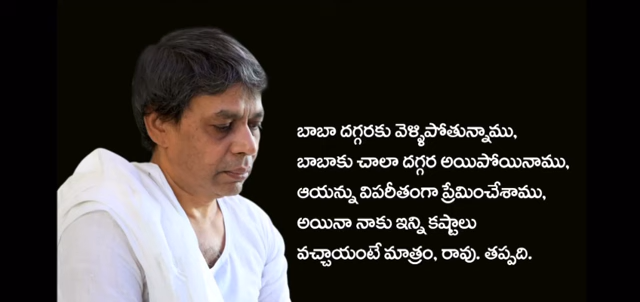 బాబా దగ్గరకు వెళ్ళిపోతున్నాము,
బాబాకు చాలా దగ్గర అయిపోయినాము,
ఆయన్ను విపరీతంగా ప్రేమించేశాము,
అయినా నాకు ఇన్ని కష్టాలు
వచ్చాయంటే మాత్రం, రావు. తప్పది.